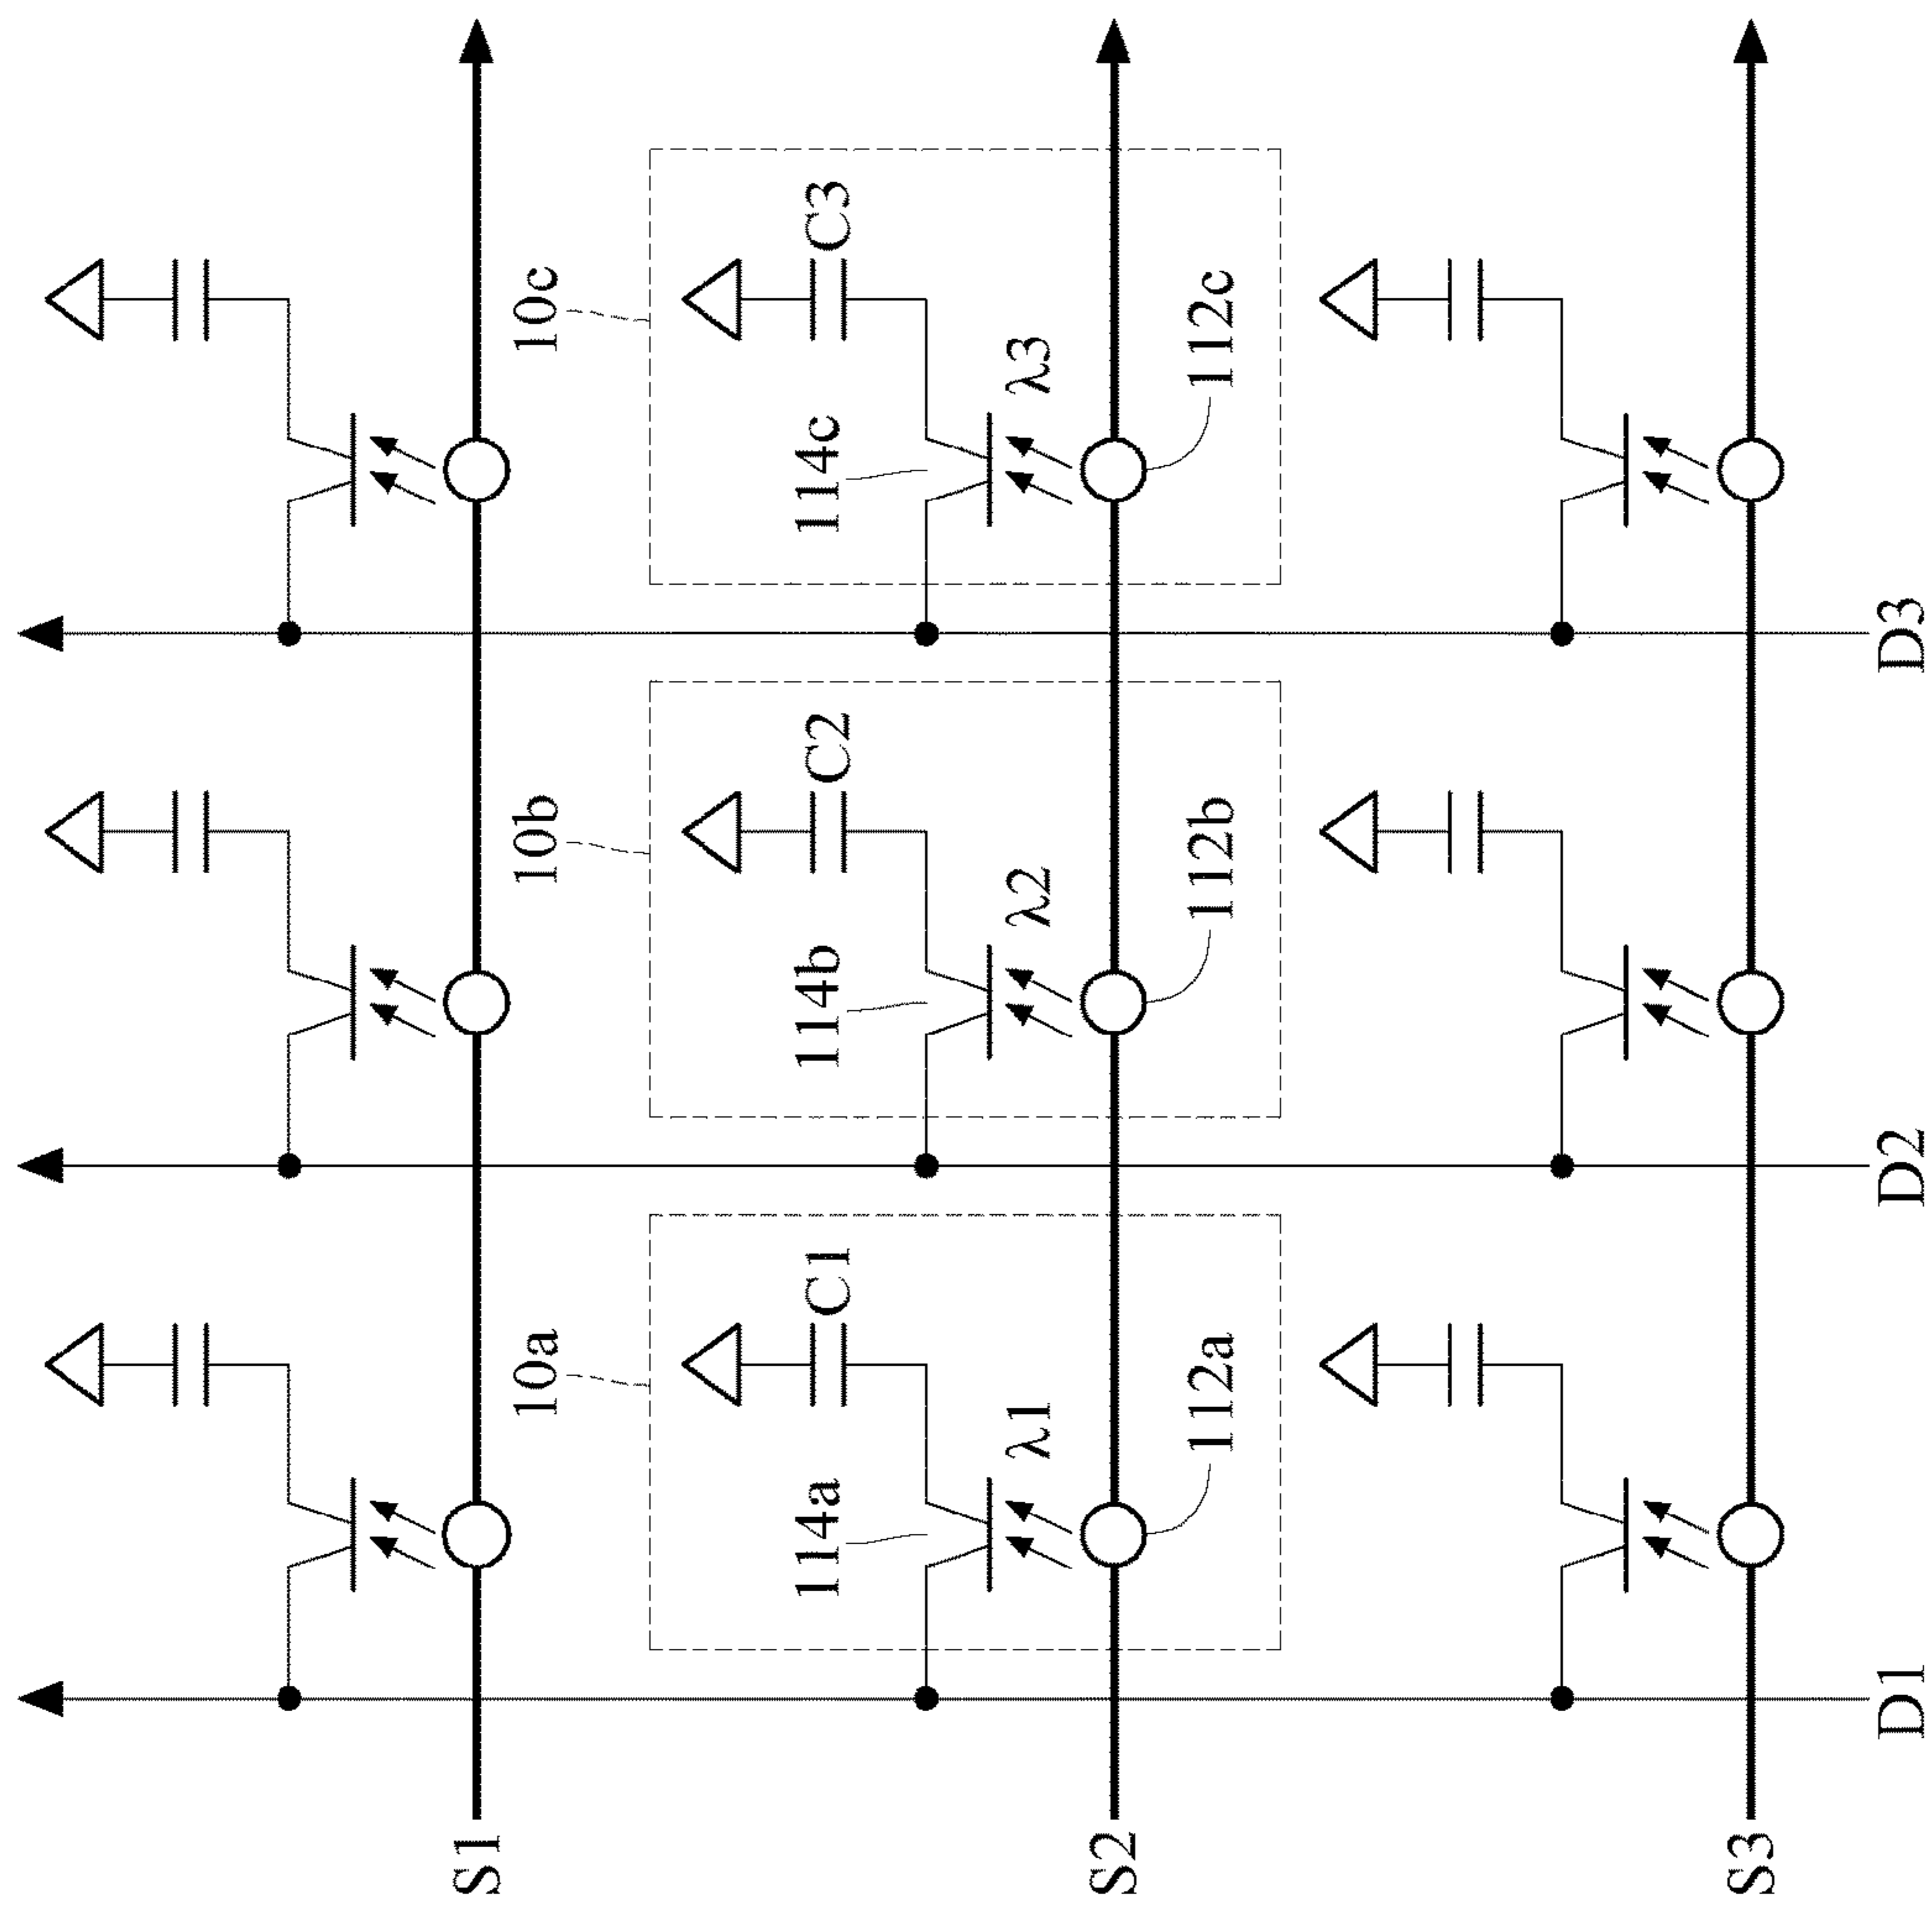 S1
10a
10b
10c
114a
C1
114b
C2
114c
C3
λ1
λ2
λ3
S2
112a
112b
112c
S3
D1
D2
D3